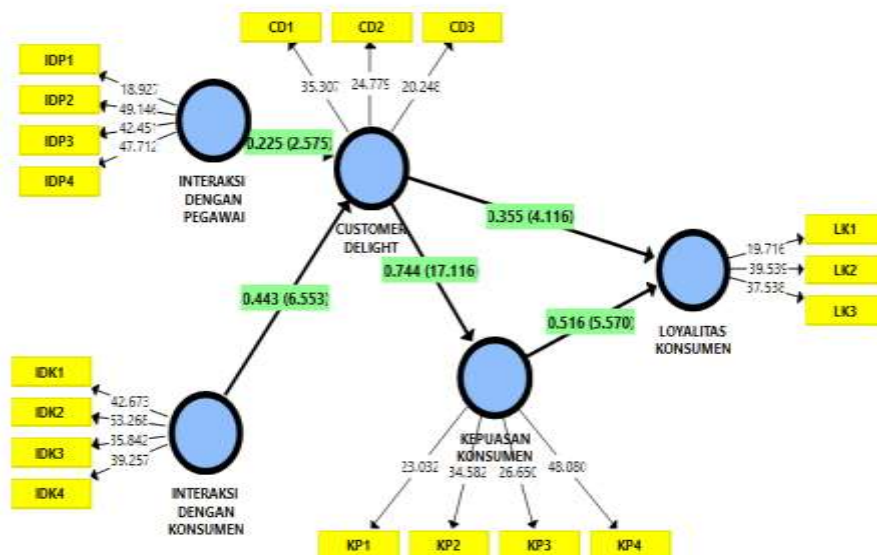 CD1
CD2
CD3
35.307
24.779
20.248
IDP1
IDP2
IDP3
IDP4
18.927
49.146
42.451
47.712
INTERAKSI
DENGAN
PEGAWAI
0.225 (2.575)
CUSTOMER
DELIGHT
0.355 (4.116)
0.744 (17.116)
0.443 (6.553)
0.516 (5.570)
LK1
LK2
LK3
19.716
39.539
37.538
LOYALITAS
KONSUMEN
IDK1
IDK2
IDK3
IDK4
42.673
53.268
35.842
39.257
INTERAKSI
DENGAN
KONSUMEN
KEPUASAN
KONSUMEN
23.032
34.582
26.650
48.080
KP1
KP2
KP3
KP4